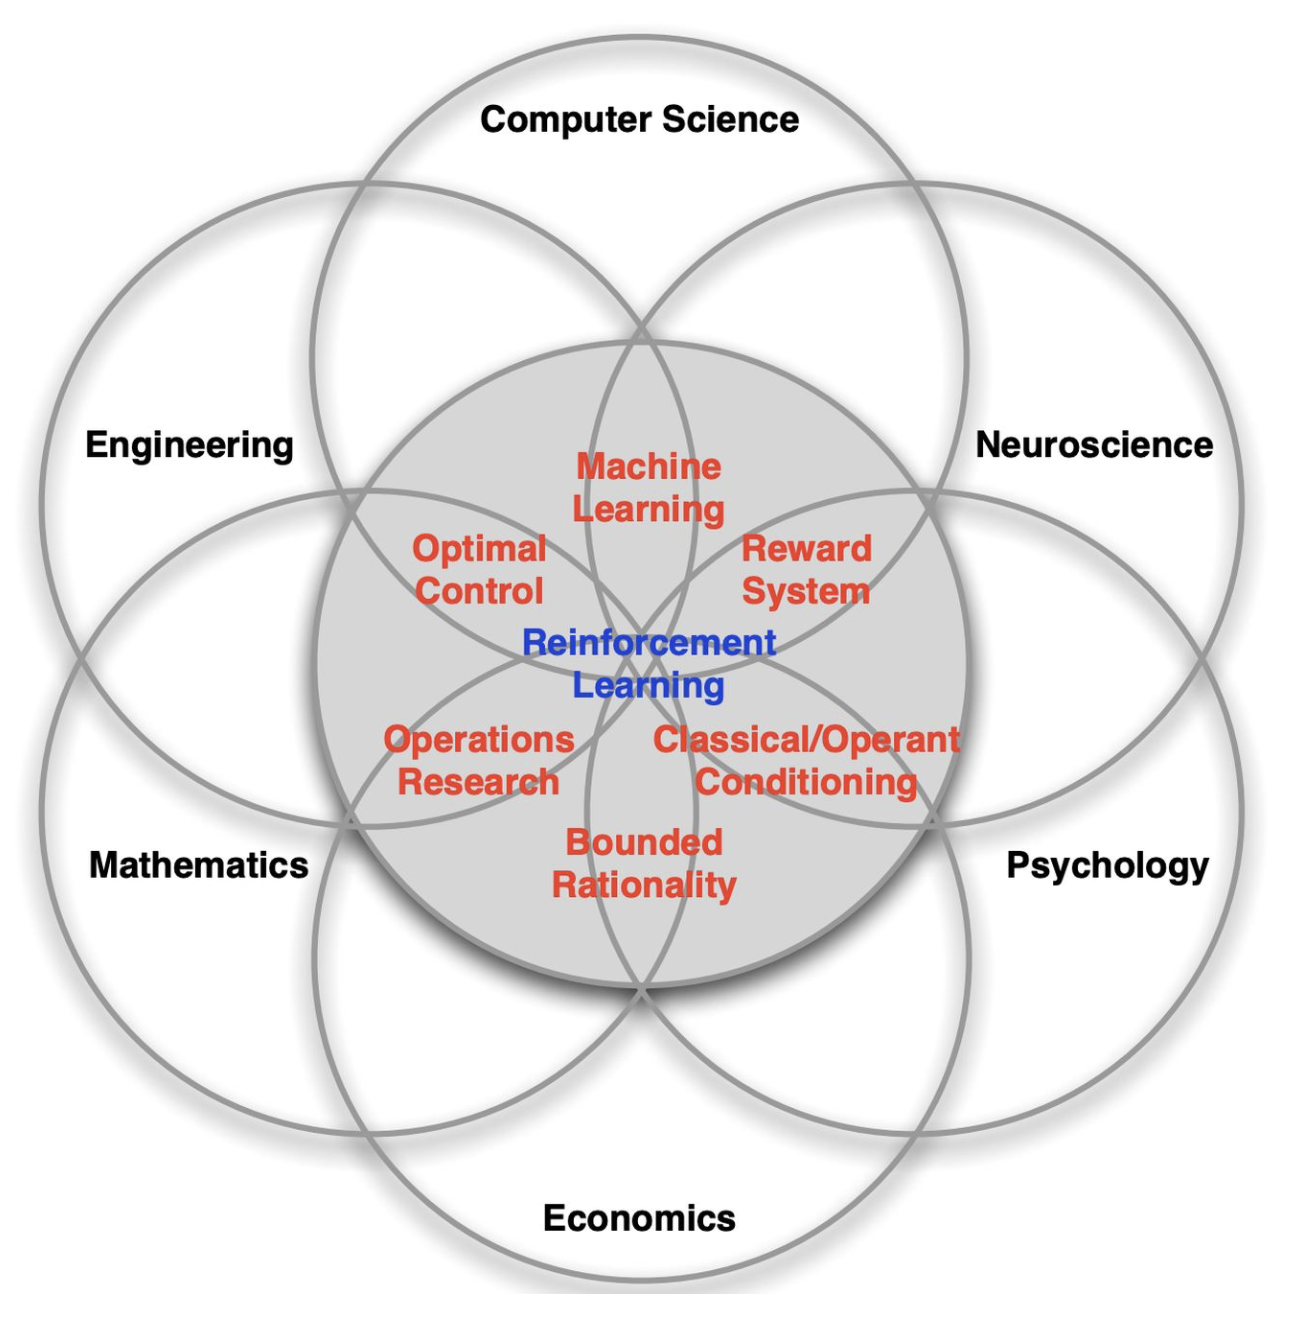 Computer Science
Engineering
Neuroscience
Machine
Learning
Optimal
Control
Reward
System
Reinforcement
Learning
Operations
Research
Classical/Operant
Conditioning
Bounded
Rationality
Mathematics
Psychology
Economics